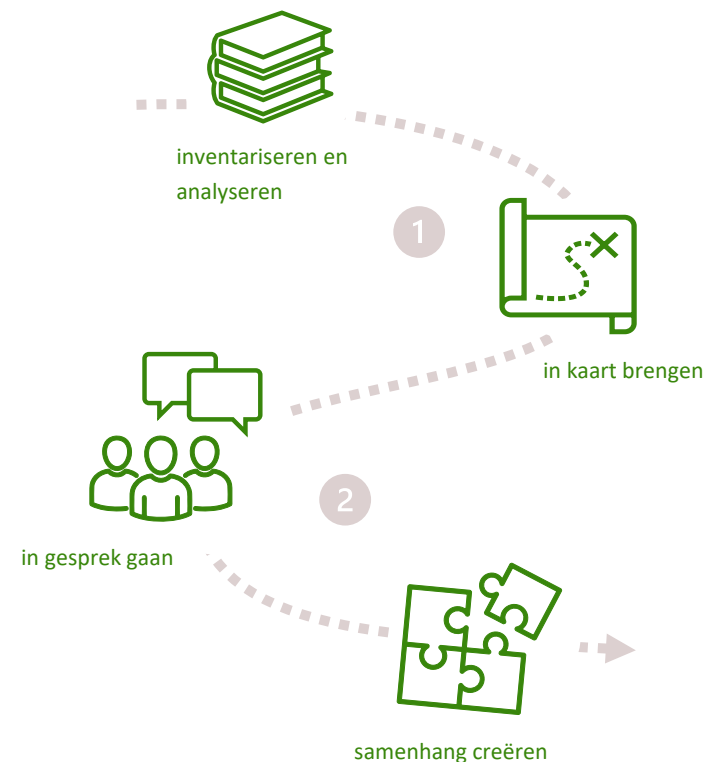 inventariseren en
analyseren
1
in kaart brengen
2
in gesprek gaan
samenhang creëren